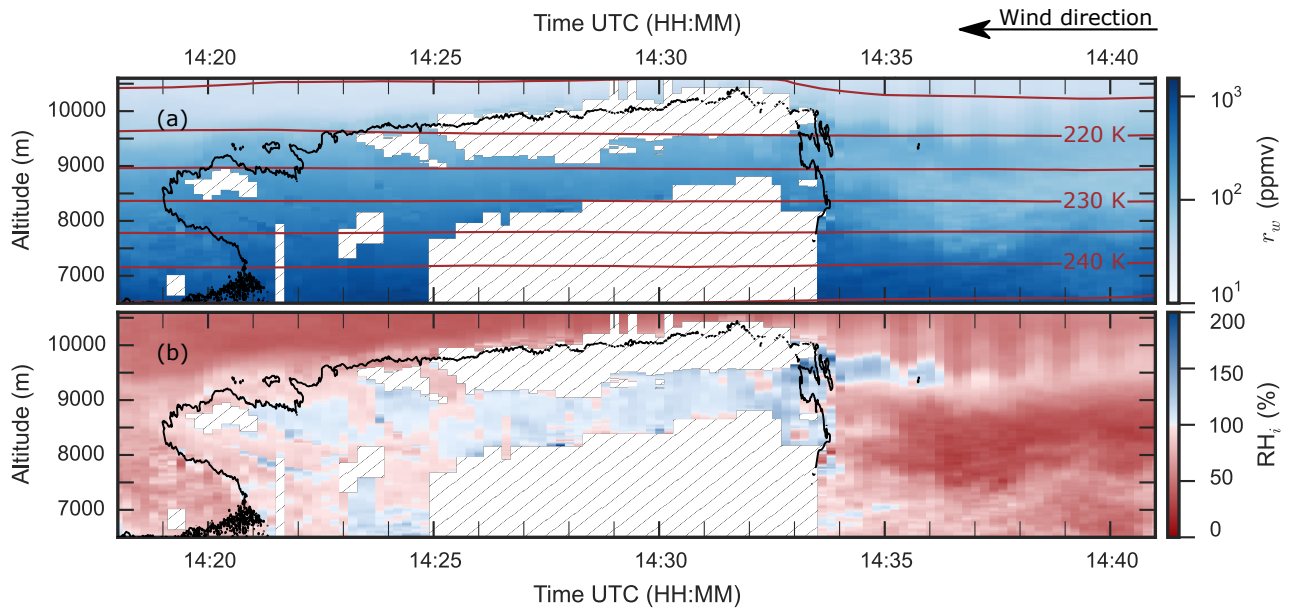 Time UTC (HH:MM)
Wind direction
14:20 14:25 14:30 14:35 14:40
(a)
10000
9000
8000
7000
Altitude (m)
220 K
230 K
240 K
10³
10²
10¹
r_w (ppmv)
(b)
10000
9000
8000
7000
Altitude (m)
200
150
100
50
0
RHᵢ (%)
14:20 14:25 14:30 14:35 14:40
Time UTC (HH:MM)